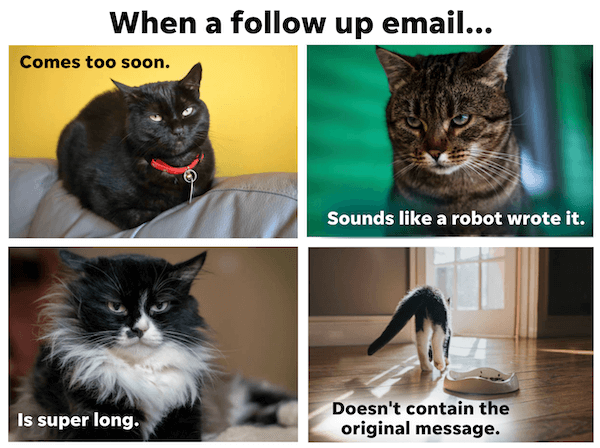 When a follow up email...
Comes too soon.
Sounds like a robot wrote it.
Is super long.
Doesn't contain the
original message.